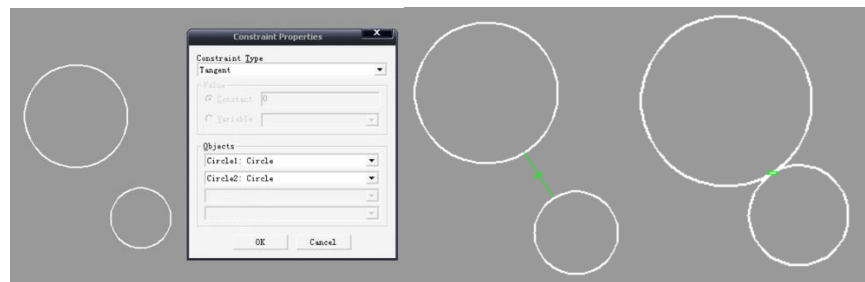 Constraint Properties
X
Constraint Type
Tangent
Value
Constant 0
Variable
Objects
Circle1: Circle
Circle2: Circle
OK Cancel